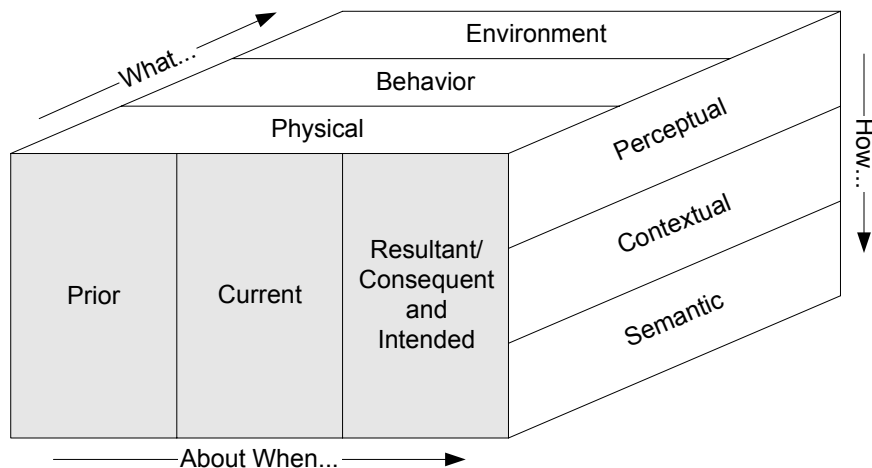 Environment
What...
Behavior
Physical
Perceptual
How...
Contextual
Semantic
Prior
Current
Resultant/
Consequent
and
Intended
About When...